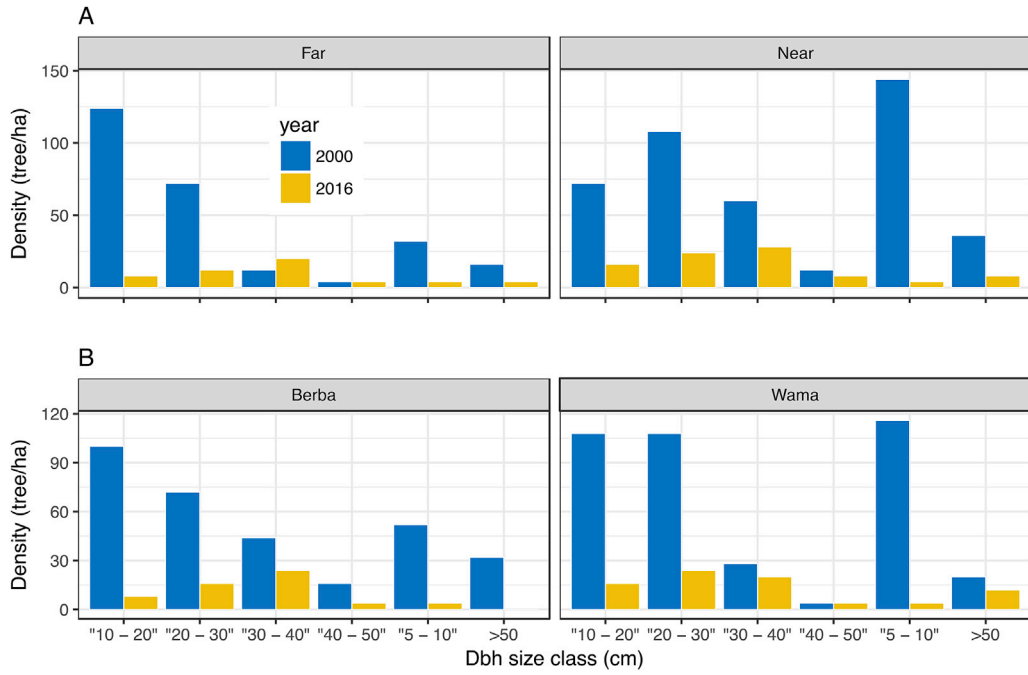 A
Far
Near
150
100
50
0
Density (tree/ha)
year
2000
2016
B
Berba
Wama
120
90
60
30
0
Density (tree/ha)
"10 – 20" "20 – 30" "30 – 40" "40 – 50" "5 – 10" >50
"10 – 20" "20 – 30" "30 – 40" "40 – 50" "5 – 10" >50
Dbh size class (cm)